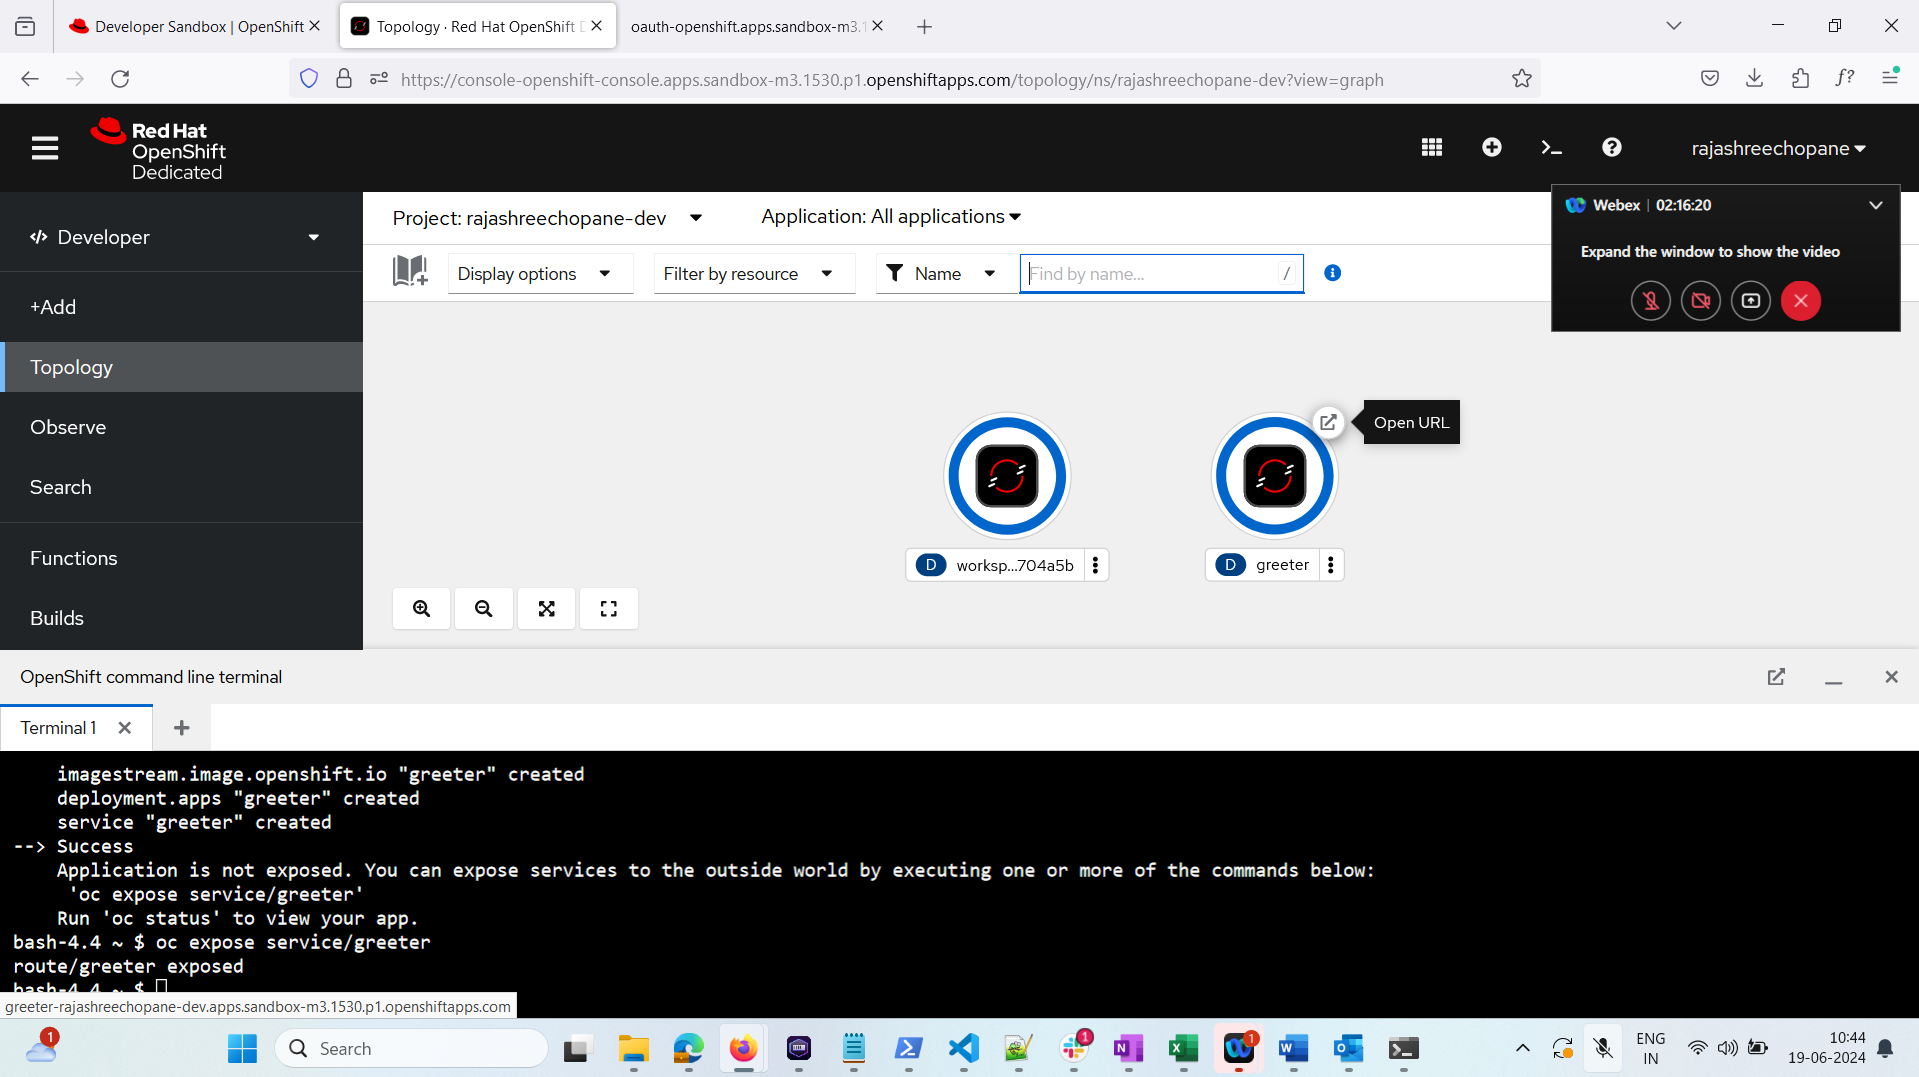 Developer Sandbox | OpenShift
Topology · Red Hat OpenShift D
oauth-openshift.apps.sandbox-m3.1
https://console-openshift-console.apps.sandbox-m3.1530.p1.openshiftapps.com/topology/ns/rajashreechopane-dev?view=graph
f?
Red Hat
OpenShift
Dedicated
rajashreechopane
Webex | 02:16:20
Expand the window to show the video
Developer
+Add
Topology
Observe
Search
Functions
Builds
Project: rajashreechopane-dev
Application: All applications
Display options
Filter by resource
Name
Find by name...
/
Open URL
D worksp...704a5b
D greeter
OpenShift command line terminal
Terminal 1
imagestream.image.openshift.io "greeter" created
deployment.apps "greeter" created
service "greeter" created
--> Success
Application is not exposed. You can expose services to the outside world by executing one or more of the commands below:
'oc expose service/greeter'
Run 'oc status' to view your app.
bash-4.4 ~ $ oc expose service/greeter
route/greeter exposed
bash-4.4 ~ $
greeter-rajashreechopane-dev.apps.sandbox-m3.1530.p1.openshiftapps.com
1
Search
1
1
ENG
IN
10:44
19-06-2024